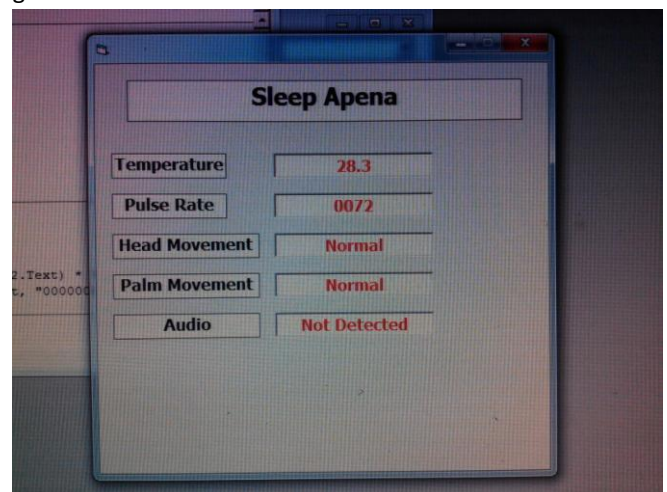 Sleep Apena
Temperature 28.3
Pulse Rate 0072
Head Movement Normal
Palm Movement Normal
2.Text) *
t, "000000
Audio Not Detected